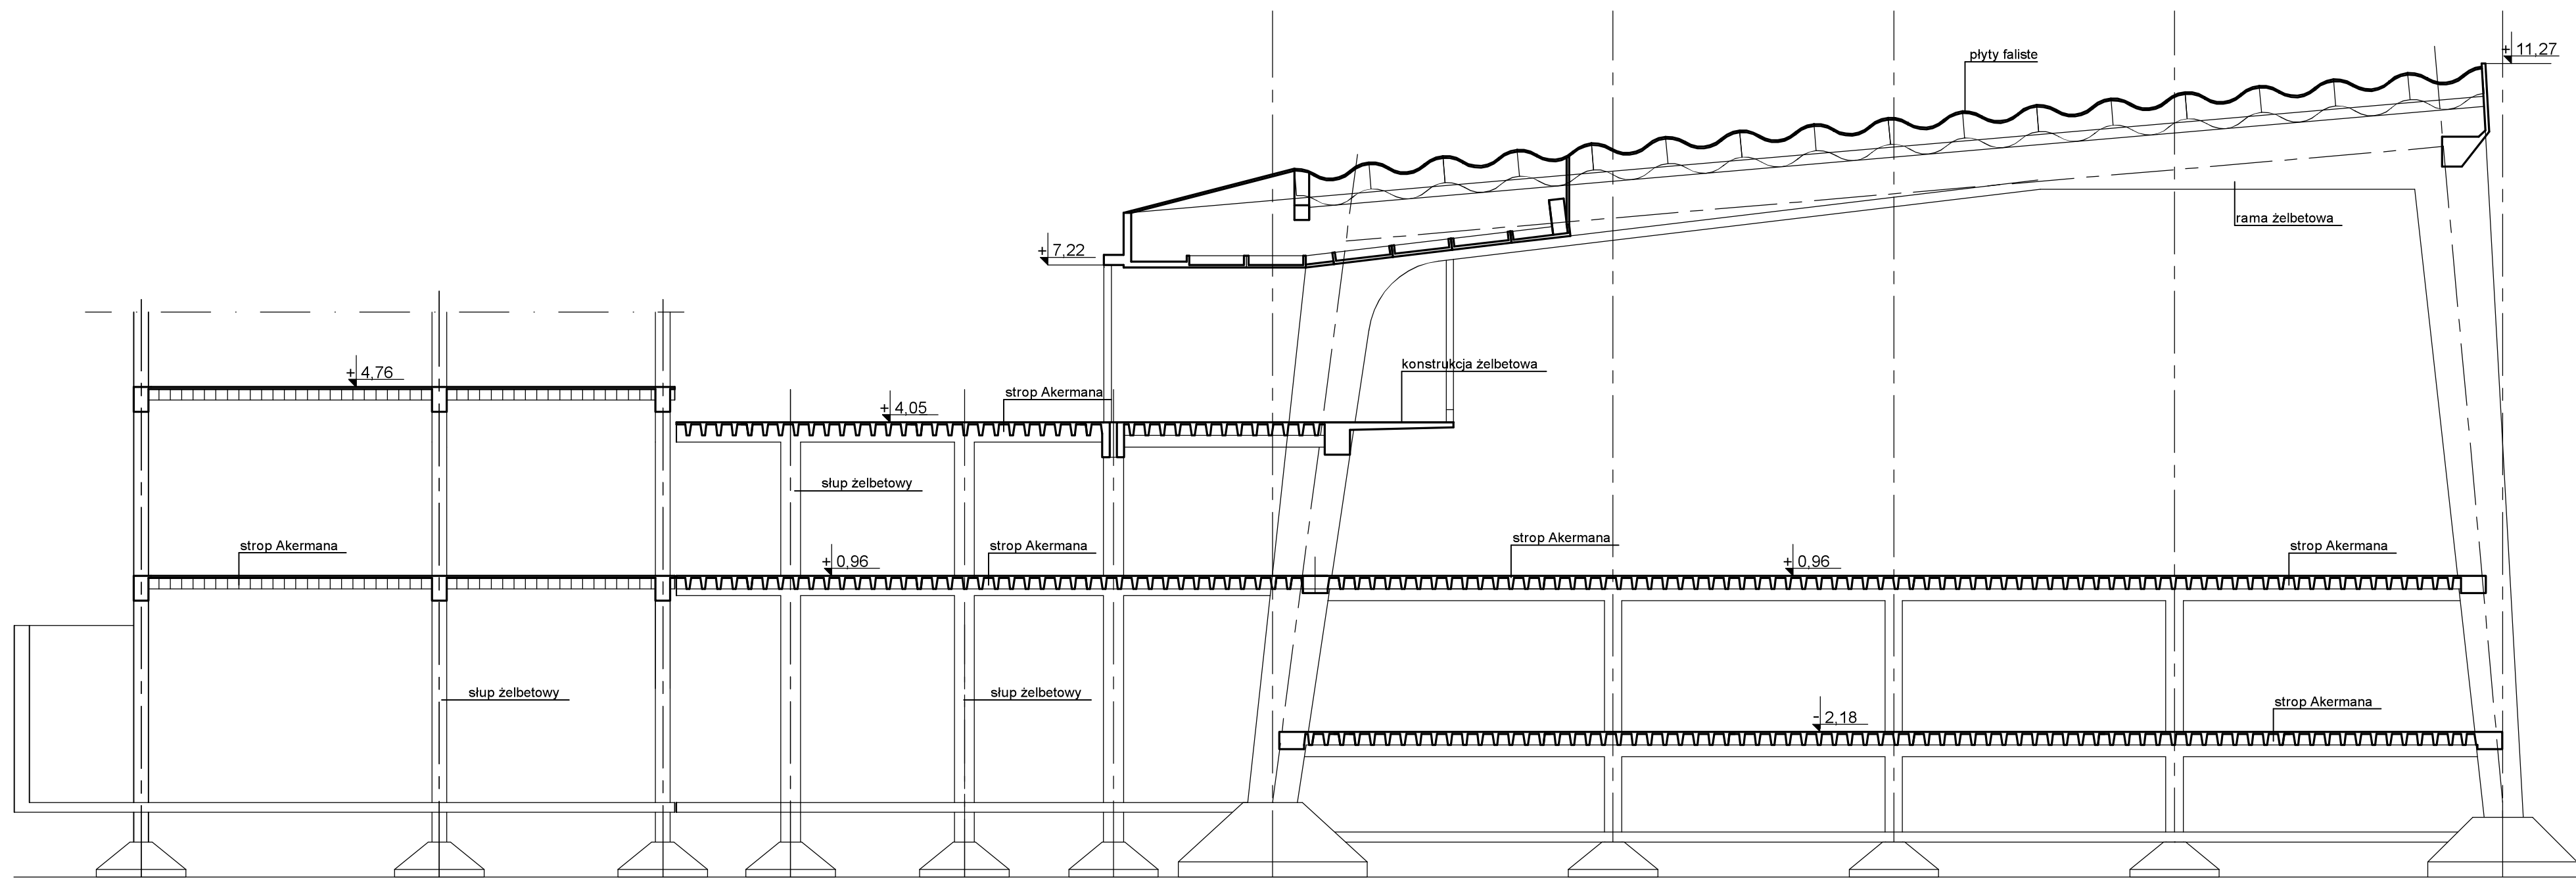 + 11,27
płyty faliste
rama żelbetowa
+ 7,22
konstrukcja żelbetowa
+ 4,76
strop Akermana
+ 4,05
słup żelbetowy
strop Akermana
strop Akermana
strop Akermana
strop Akermana
+ 0,96
+ 0,96
słup żelbetowy
słup żelbetowy
strop Akermana
- 2,18